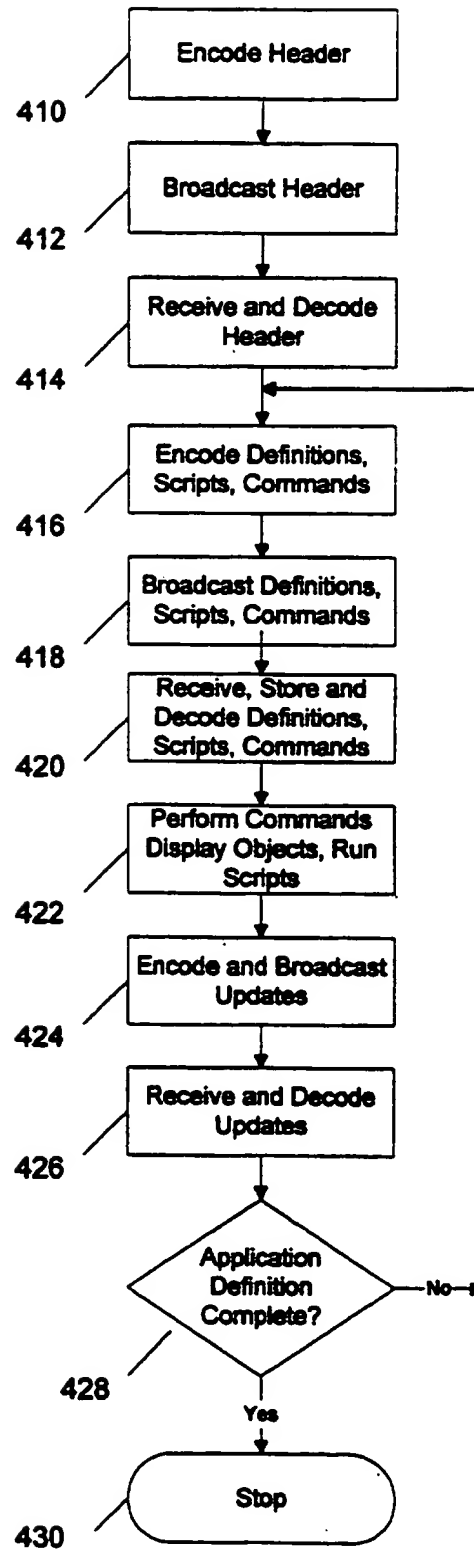 Encode Header
410
Broadcast Header
412
Receive and Decode
Header
414
Encode Definitions,
Scripts, Commands
416
Broadcast Definitions,
Scripts, Commands
418
Receive, Store and
Decode Definitions,
Scripts, Commands
420
Perform Commands
Display Objects, Run
Scripts
422
Encode and Broadcast
Updates
424
Receive and Decode
Updates
426
Application
Definition
Complete?
No
428
Yes
Stop
430